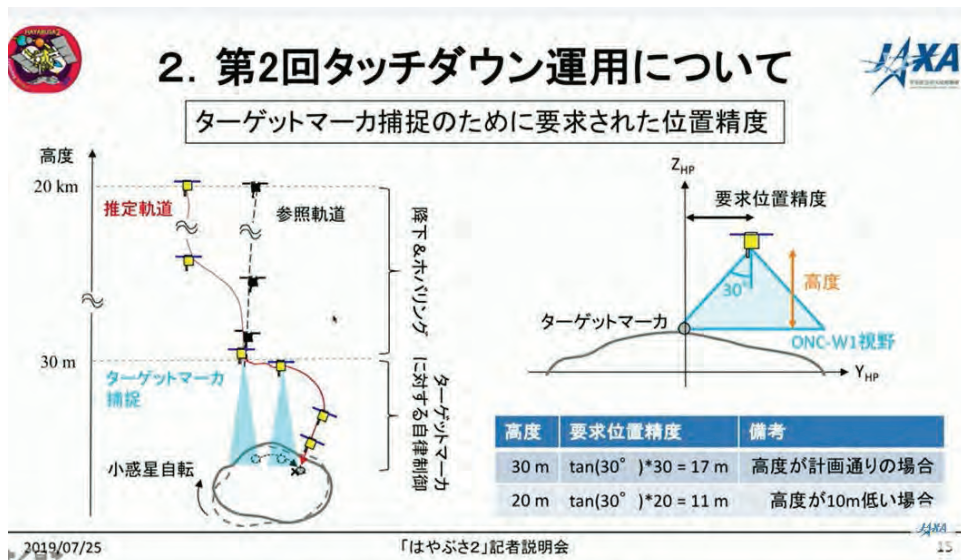 HAYABUSA2
2. 第2回タッチダウン運用について
JAXA
ターゲットマーカ捕捉のために要求された位置精度
高度
20 km
推定軌道
参照軌道
降下&ホバリング
30 m
ターゲットマーカ
捕捉
ターゲットマーカ
に対する自律制御
小惑星自転
ZHP
要求位置精度
30°
高度
ターゲットマーカ
ONC-W1視野
YHP
高度 要求位置精度 備考
30 m tan(30°)*30 = 17 m 高度が計画通りの場合
20 m tan(30°)*20 = 11 m 高度が10m低い場合
2019/07/25
「はやぶさ2」記者説明会
JAXA
15